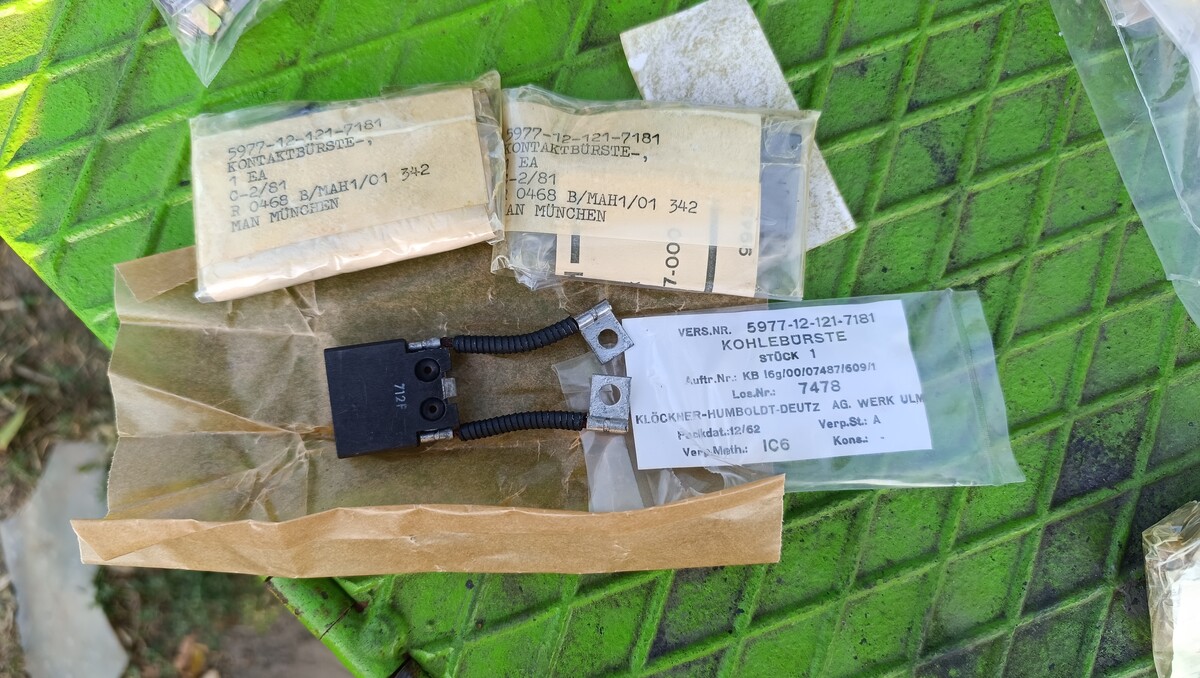 5977-12-121-7181
KONTAKTBÜRSTE-,
1 EA
C-2/81
R 0468 B/MAH1/01 342
MAN MÜNCHEN
5977-12-121-7181
KONTAKTBÜRSTE-,
EA
C-2/81
0468 B/MAH1/01 342
MAN MÜNCHEN
7-00
VERS.NR. 5977-12-121-7181
KOHLEBÜRSTE
STÜCK 1
Auftr.Nr.: KB I6g/00/07487/609/1
Los.Nr.: 7478
KLÖCKNER-HUMBOLDT-DEUTZ AG. WERK ULM
Packdat.:12/62 Verp.St.: A
Verp.Meth.: IC6 Kons.: -
712F